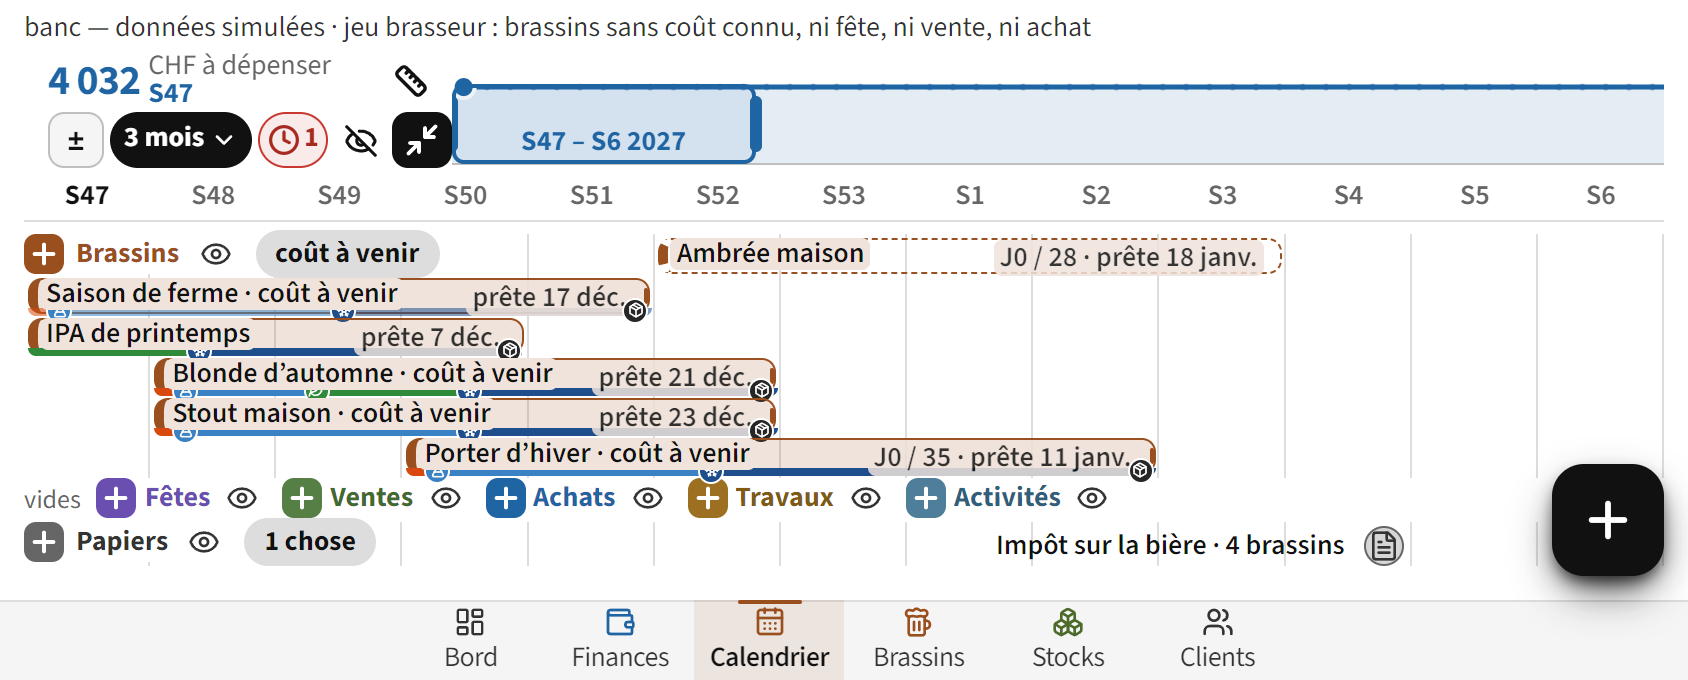 banc — données simulées · jeu brasseur : brassins sans coût connu, ni fête, ni vente, ni achat
4 032 CHF à dépenser
S47
± 3 mois 1
S47 – S6 2027
S47 S48 S49 S50 S51 S52 S53 S1 S2 S3 S4 S5 S6
Brassins coût à venir Ambrée maison J0 / 28 · prête 18 janv.
Saison de ferme · coût à venir prête 17 déc.
IPA de printemps prête 7 déc.
Blonde d’automne · coût à venir prête 21 déc.
Stout maison · coût à venir prête 23 déc.
Porter d’hiver · coût à venir J0 / 35 · prête 11 janv.
vides Fêtes Ventes Achats Travaux Activités
Papiers 1 chose Impôt sur la bière · 4 brassins
Bord Finances Calendrier Brassins Stocks Clients